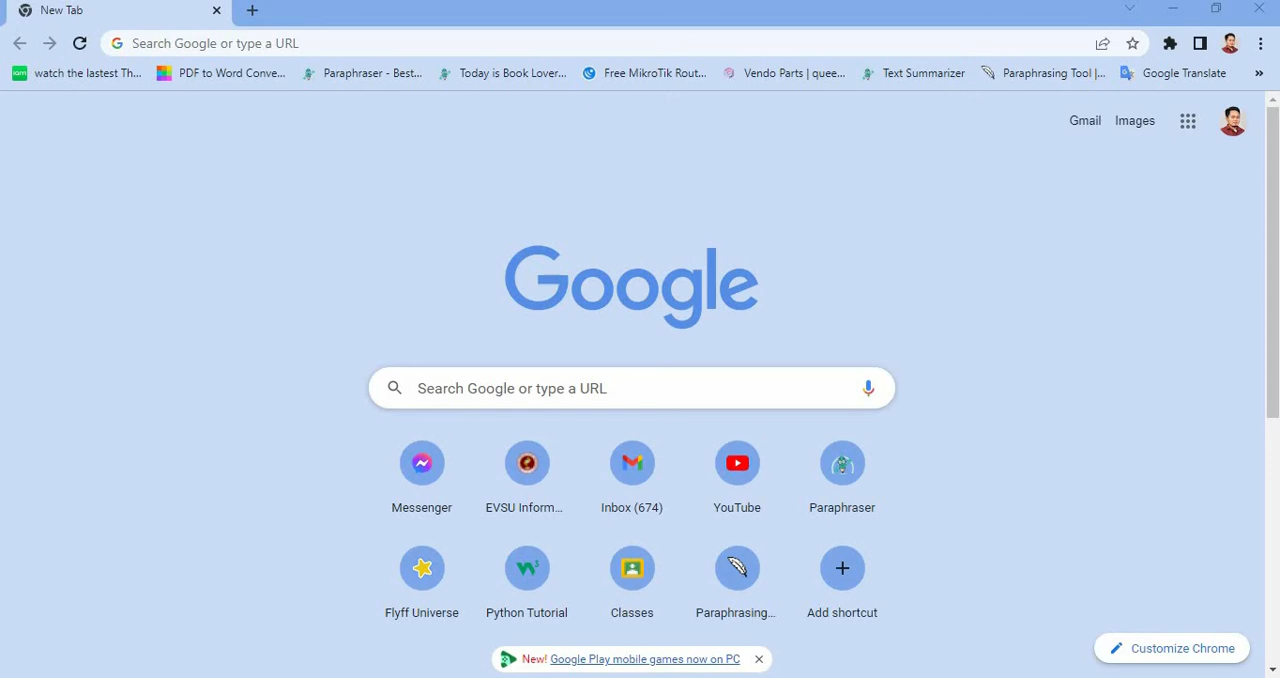 New Tab
Search Google or type a URL
watch the lastest Th...
PDF to Word Conve...
Paraphraser - Best...
Today is Book Lover...
Free MikroTik Rout...
Vendo Parts | quee...
Text Summarizer
Paraphrasing Tool |...
Google Translate
»
Gmail Images
Google
Search Google or type a URL
Messenger
EVSU Inform...
Inbox (674)
YouTube
Paraphraser
Flyff Universe
Python Tutorial
Classes
Paraphrasing...
Add shortcut
New! Google Play mobile games now on PC
Customize Chrome